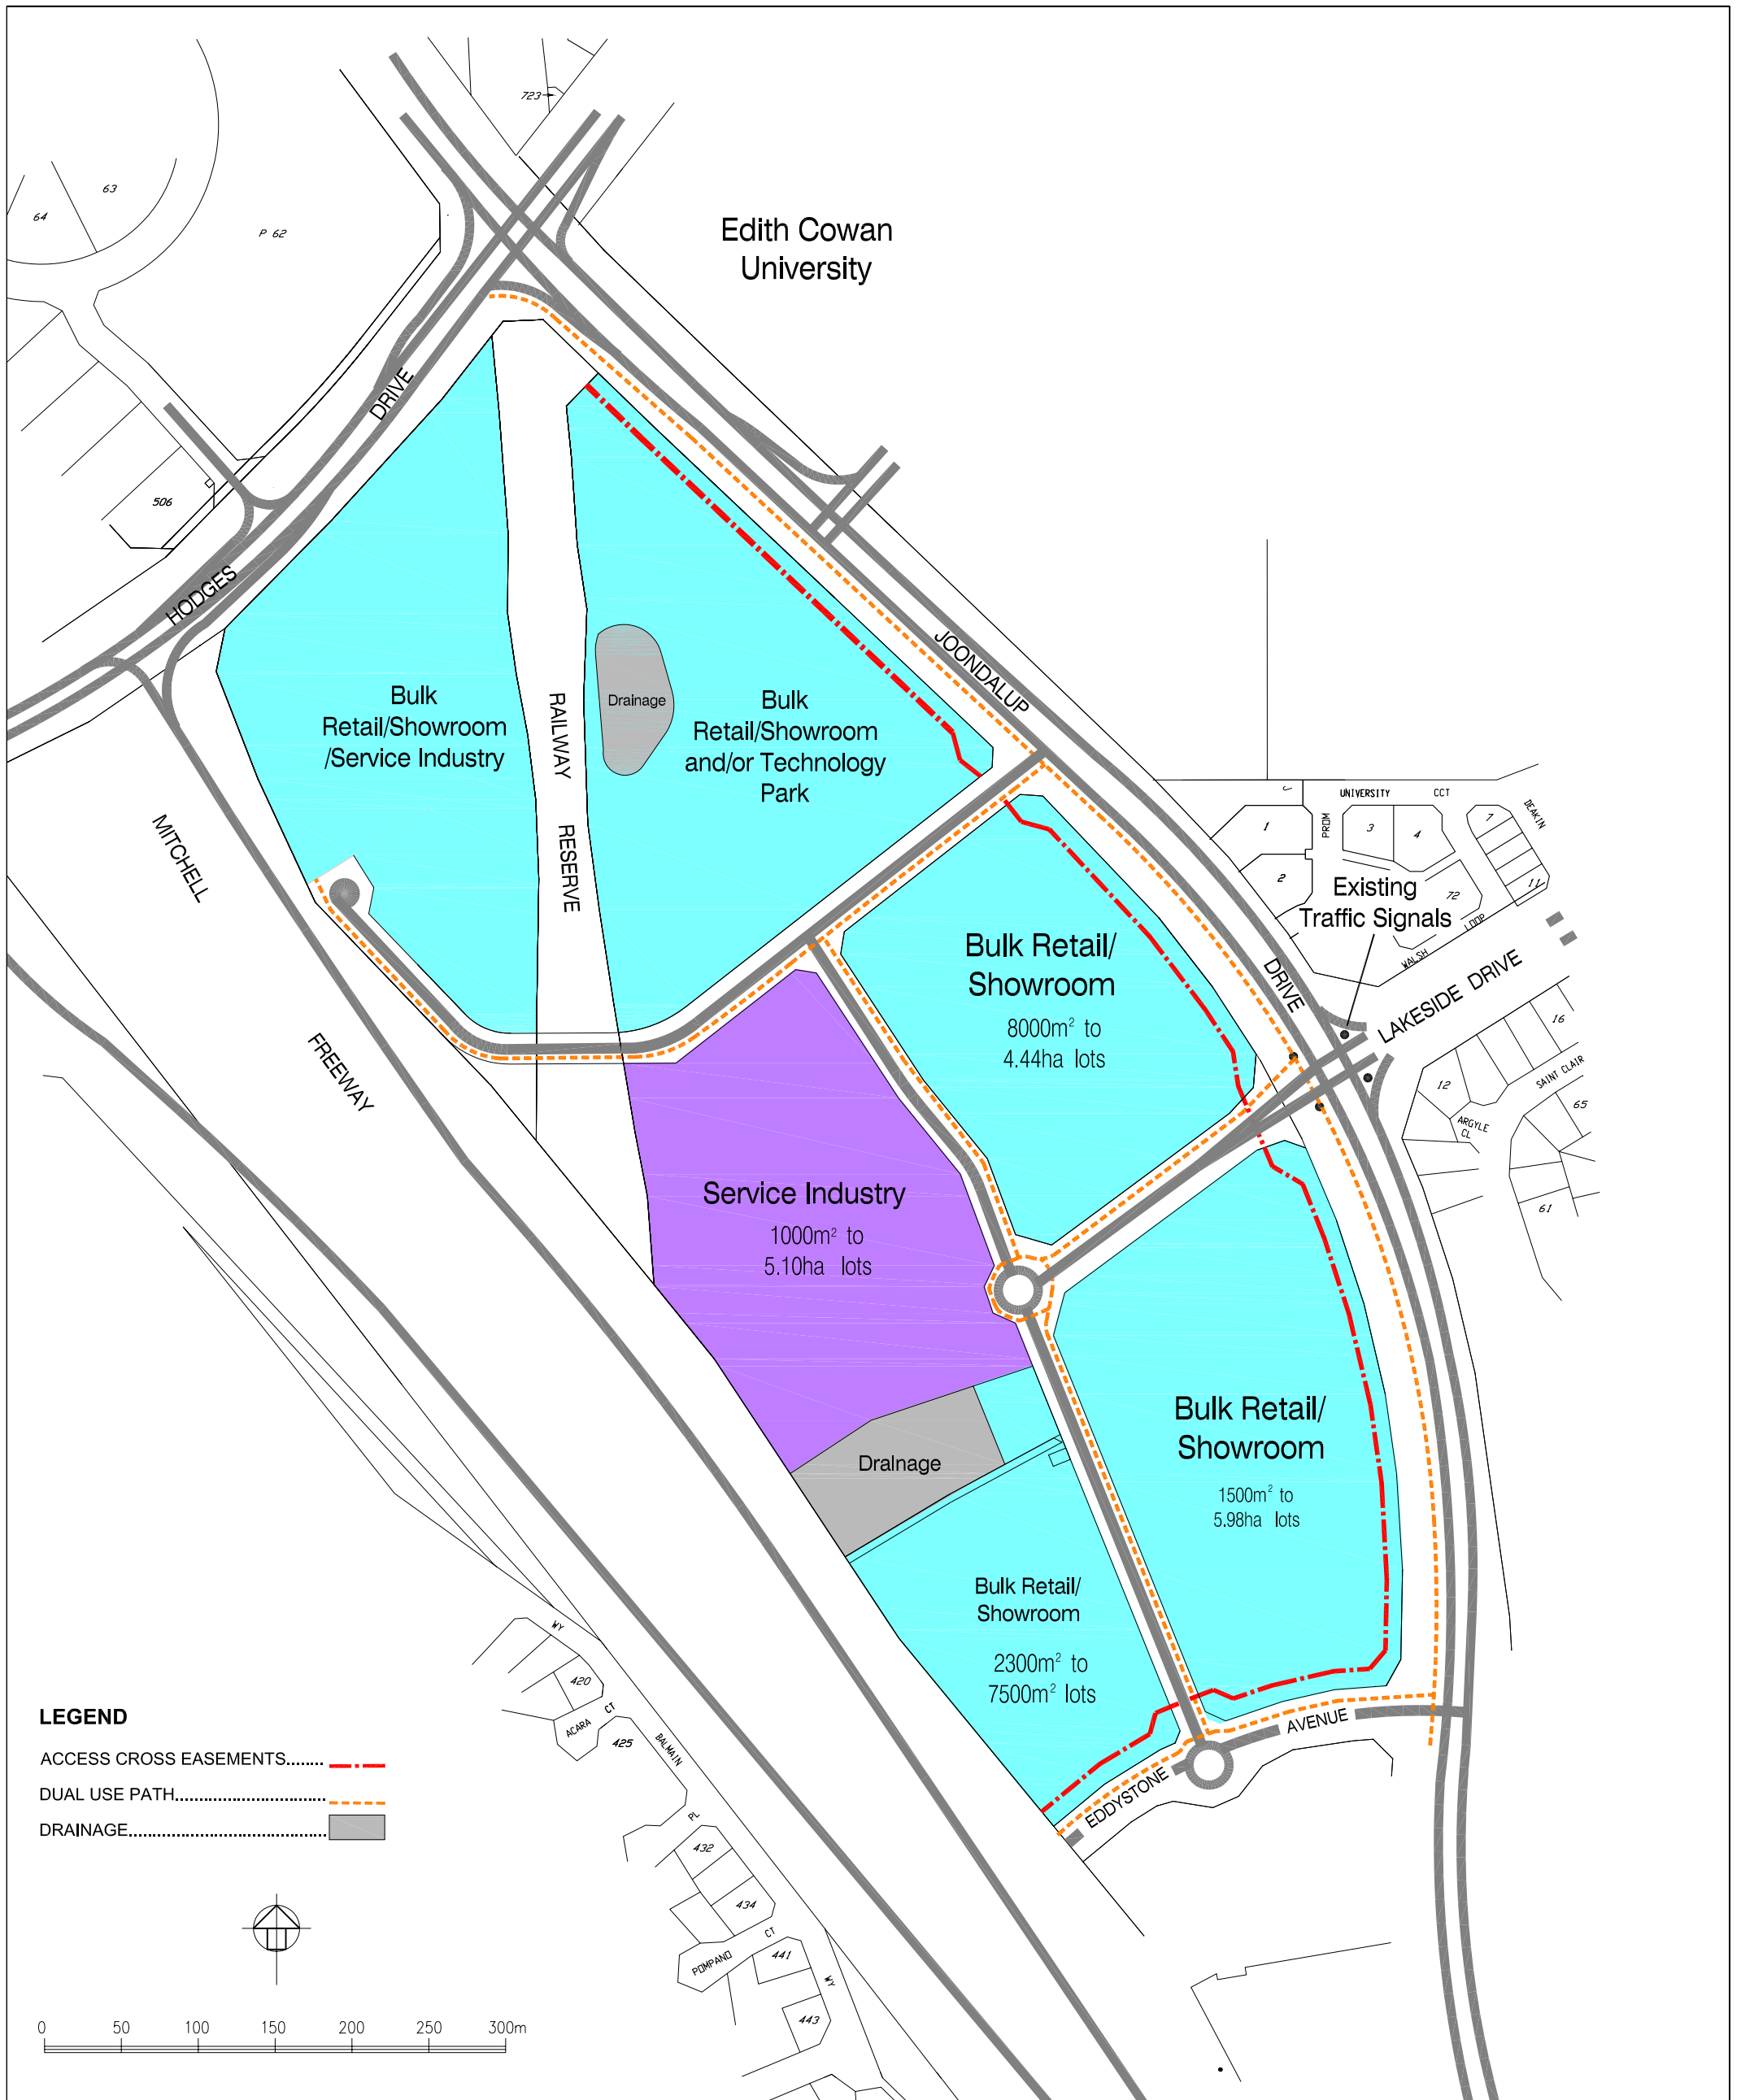 723
63
64
P 62
Edith Cowan
University
DRIVE
506
HODGES
JOONDALUP
Bulk
Retail/Showroom
/Service Industry
RAILWAY
RESERVE
Drainage
Bulk
Retail/Showroom
and/or Technology
Park
MITCHELL
FREEWAY
UNIVERSITY CCT
PROM
DEAKIN
1
2
3
4
7
11
72
Existing
Traffic Signals
WALSH LOOP
Bulk Retail/
Showroom
8000m² to
4.44ha lots
DRIVE
LAKESIDE DRIVE
16
12
SAINT CLAIR
65
ARGYLE
CL
61
Service Industry
1000m² to
5.10ha lots
Drainage
Bulk Retail/
Showroom
1500m² to
5.98ha lots
Bulk Retail/
Showroom
2300m² to
7500m² lots
WY
420
ACARA CT
425
BALMAIN
PL
432
434
POMPANO CT
441
WY
443
EDDYSTONE AVENUE
LEGEND
ACCESS CROSS EASEMENTS.......
DUAL USE PATH
DRAINAGE
0 50 100 150 200 250 300m